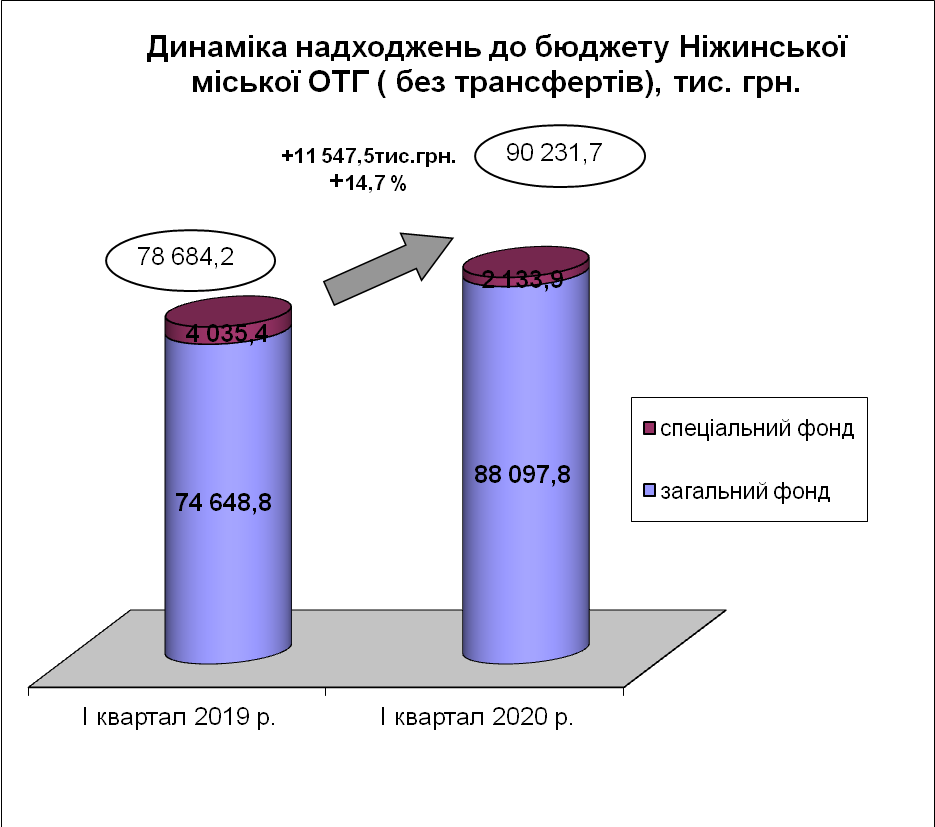 Динаміка надходжень до бюджету Ніжинської
міської ОТГ ( без трансфертів), тис. грн.
+11 547,5тис.грн.
+14,7 %
90 231,7
78 684,2
4 035,4
2 133,9
74 648,8
88 097,8
спеціальний фонд
загальний фонд
І квартал 2019 р.
І квартал 2020 р.